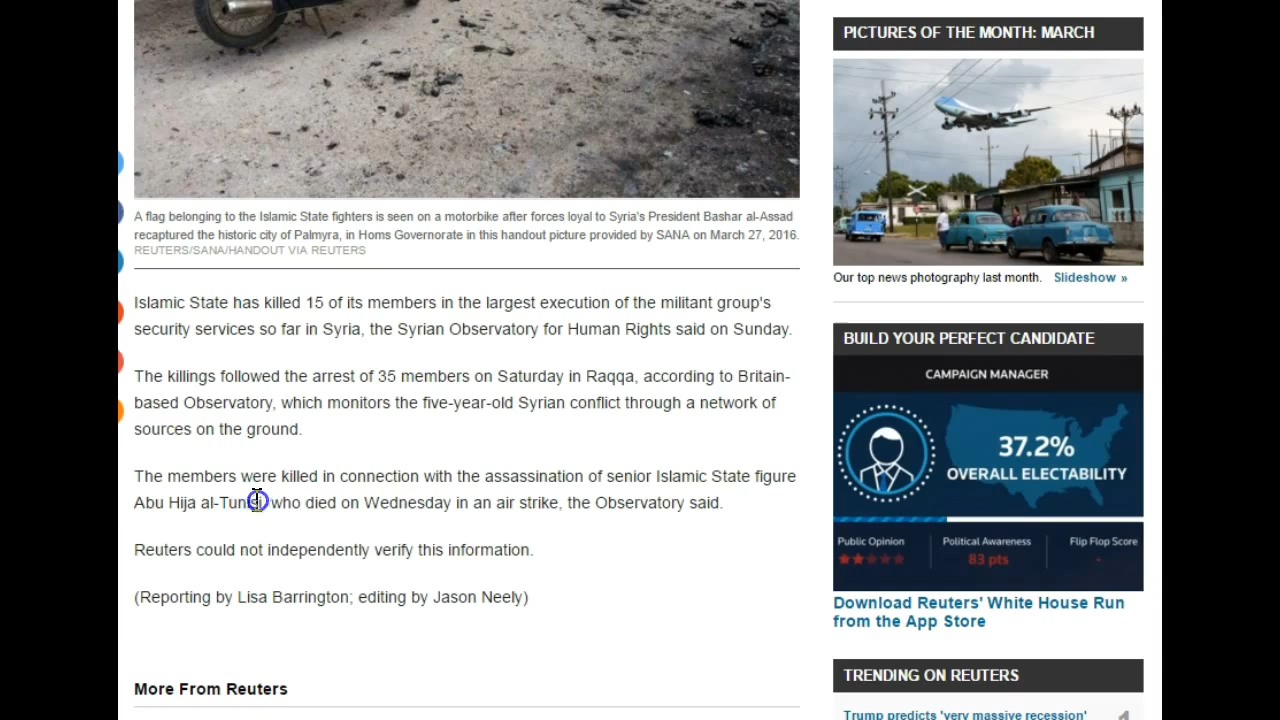 A flag belonging to the Islamic State fighters is seen on a motorbike after forces loyal to Syria's President Bashar al-Assad
recaptured the historic city of Palmyra, in Homs Governorate in this handout picture provided by SANA on March 27, 2016.
REUTERS/SANA/HANDOUT VIA REUTERS
Islamic State has killed 15 of its members in the largest execution of the militant group's
security services so far in Syria, the Syrian Observatory for Human Rights said on Sunday.
The killings followed the arrest of 35 members on Saturday in Raqqa, according to Britain-
based Observatory, which monitors the five-year-old Syrian conflict through a network of
sources on the ground.
The members were killed in connection with the assassination of senior Islamic State figure
Abu Hija al-Tunisi, who died on Wednesday in an air strike, the Observatory said.
Reuters could not independently verify this information.
(Reporting by Lisa Barrington; editing by Jason Neely)
More From Reuters
PICTURES OF THE MONTH: MARCH
Our top news photography last month. Slideshow »
BUILD YOUR PERFECT CANDIDATE
CAMPAIGN MANAGER
37.2%
OVERALL ELECTABILITY
Public Opinion Political Awareness Flip Flop Score
83 pts -
Download Reuters' White House Run
from the App Store
TRENDING ON REUTERS
Trump predicts 'very massive recession' 1